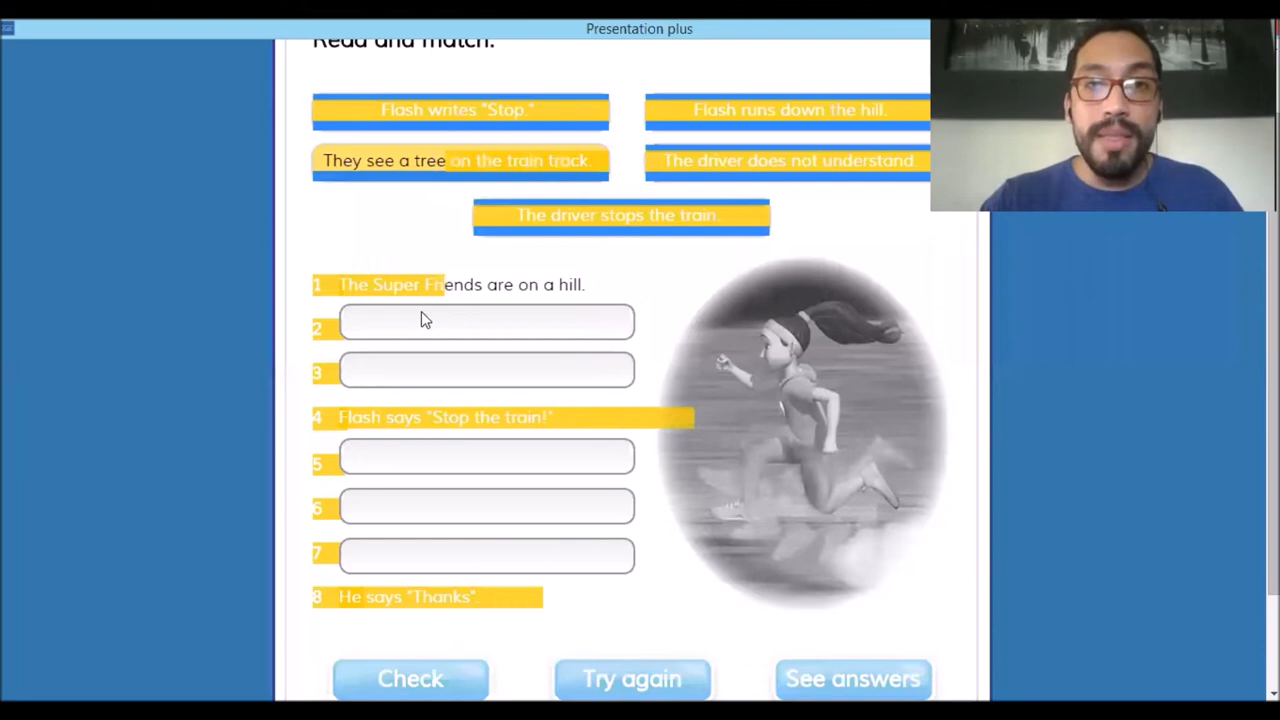 Presentation plus
Read and match.
Flash writes "Stop."
Flash runs down the hill.
They see a tree on the train track.
The driver does not understand.
The driver stops the train.
1 The Super Friends are on a hill.
2
3
4 Flash says "Stop the train!"
5
6
7
8 He says "Thanks".
Check
Try again
See answers